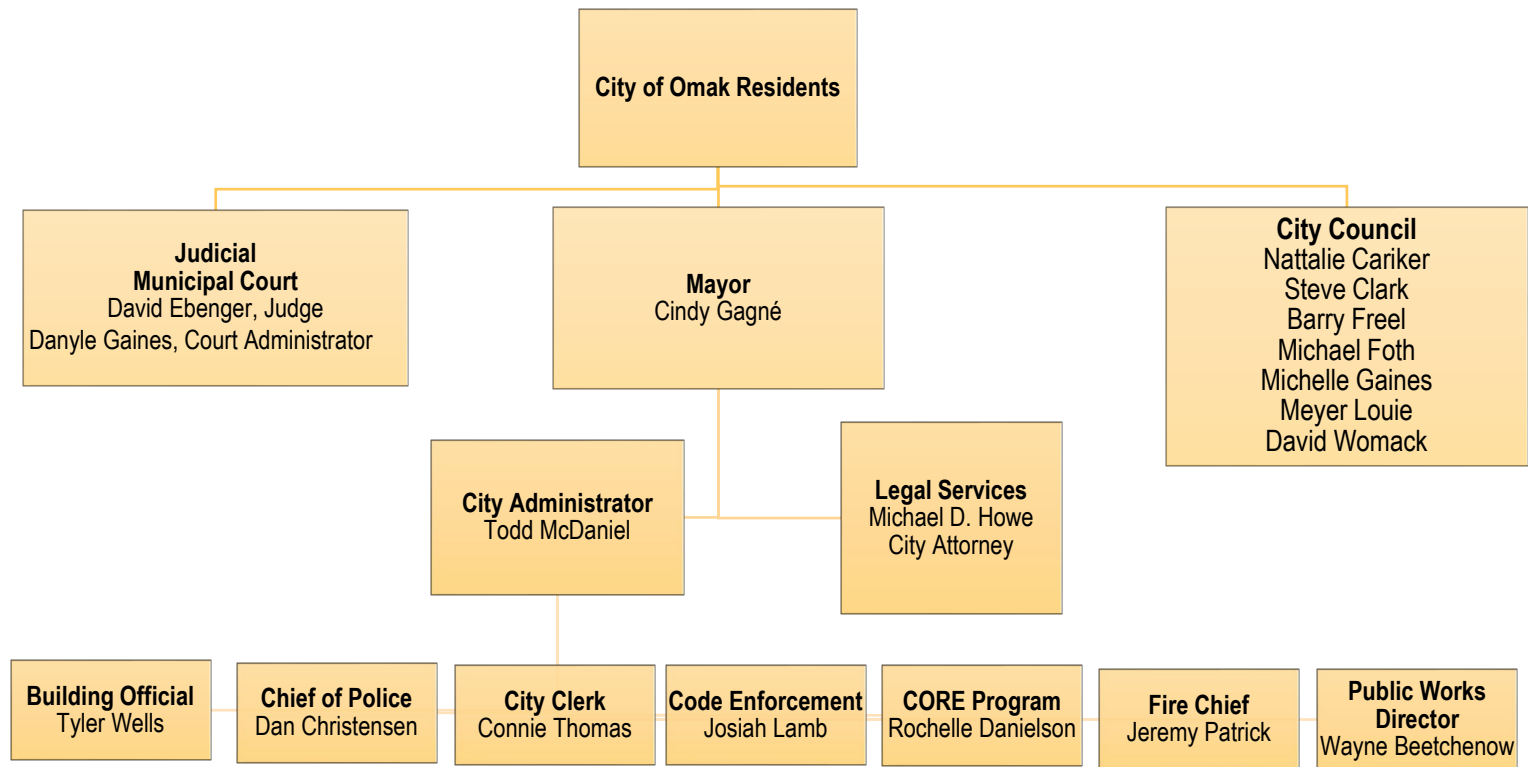 City of Omak Residents
Judicial
Municipal Court
David Ebenger, Judge
Danyle Gaines, Court Administrator
Mayor
Cindy Gagné
City Council
Nattalie Cariker
Steve Clark
Barry Freel
Michael Foth
Michelle Gaines
Meyer Louie
David Womack
City Administrator
Todd McDaniel
Legal Services
Michael D. Howe
City Attorney
Building Official
Tyler Wells
Chief of Police
Dan Christensen
City Clerk
Connie Thomas
Code Enforcement
Josiah Lamb
CORE Program
Rochelle Danielson
Fire Chief
Jeremy Patrick
Public Works
Director
Wayne Beetchenow